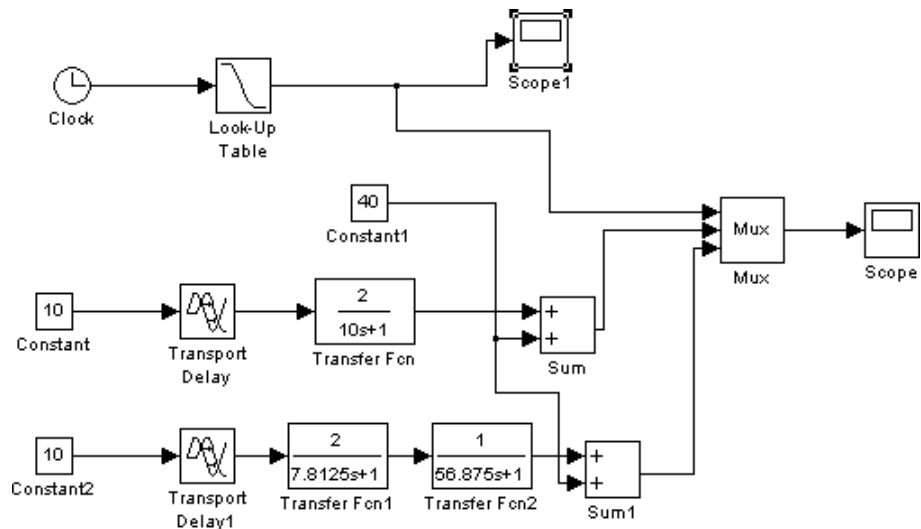 Scope1
Clock
Look-Up
Table
40
Constant1
Mux
Mux
Scope
10
Constant
Transport
Delay
2
10s+1
Transfer Fcn
+
+
Sum
10
Constant2
Transport
Delay1
2
7.8125s+1
Transfer Fcn1
1
56.875s+1
Transfer Fcn2
+
+
Sum1